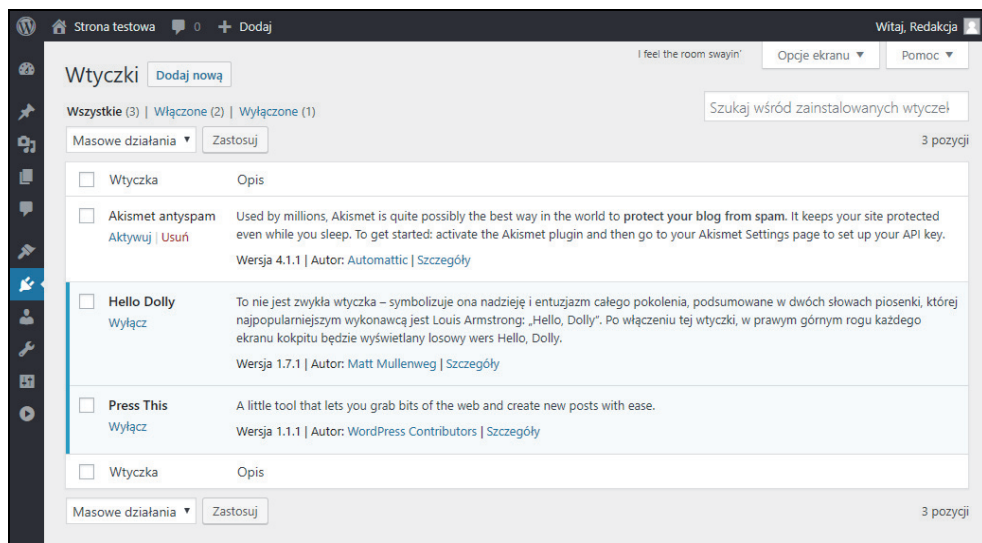 Strona testowa 0 + Dodaj Witaj, Redakcja
I feel the room swayin' Opcje ekranu ▼ Pomoc ▼
Wtyczki Dodaj nową
Wszystkie (3) | Włączone (2) | Wyłączone (1) Szukaj wśród zainstalowanych wtyczek
Masowe działania ▼ Zastosuj 3 pozycji
Wtyczka Opis
Akismet antyspam Used by millions, Akismet is quite possibly the best way in the world to protect your blog from spam. It keeps your site protected
Aktywuj | Usuń even while you sleep. To get started: activate the Akismet plugin and then go to your Akismet Settings page to set up your API key.
Wersja 4.1.1 | Autor: Automattic | Szczegóły
Hello Dolly To nie jest zwykła wtyczka – symbolizuje ona nadzieję i entuzjazm całego pokolenia, podsumowane w dwóch słowach piosenki, której
Wyłącz najpopularniejszym wykonawcą jest Louis Armstrong: „Hello, Dolly”. Po włączeniu tej wtyczki, w prawym górnym rogu każdego
ekranu kokpitu będzie wyświetlany losowy wers Hello, Dolly.
Wersja 1.7.1 | Autor: Matt Mullenweg | Szczegóły
Press This A little tool that lets you grab bits of the web and create new posts with ease.
Wyłącz Wersja 1.1.1 | Autor: WordPress Contributors | Szczegóły
Wtyczka Opis
Masowe działania ▼ Zastosuj 3 pozycji